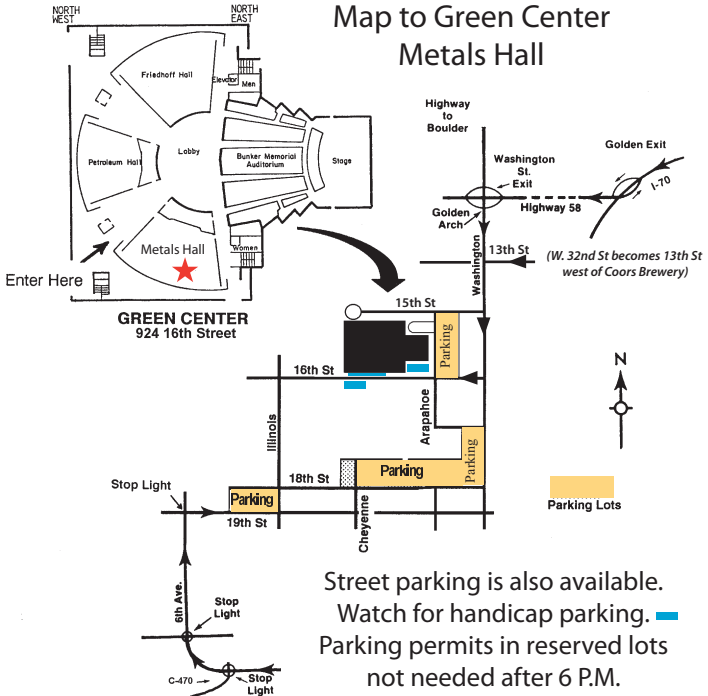 Map to Green Center
Metals Hall
NORTH
WEST
NORTH
EAST
Friedhoff Hall
Elevator
Men
Petroleum Hall
Lobby
Bunker Memorial
Auditorium
Stage
Metals Hall
Women
Enter Here
GREEN CENTER
924 16th Street
Highway
to
Boulder
Washington
St.
Exit
Golden Exit
I-70
Highway 58
Golden
Arch
Washington
13th St
(W. 32nd St becomes 13th St
west of Coors Brewery)
15th St
Parking
16th St
N
Illinois
Arapahoe
Parking
Parking
18th St
Stop Light
Parking
19th St
Cheyenne
Parking Lots
6th Ave.
Stop
Light
C-470
Stop
Light
Street parking is also available.
Watch for handicap parking.
Parking permits in reserved lots
not needed after 6 P.M.